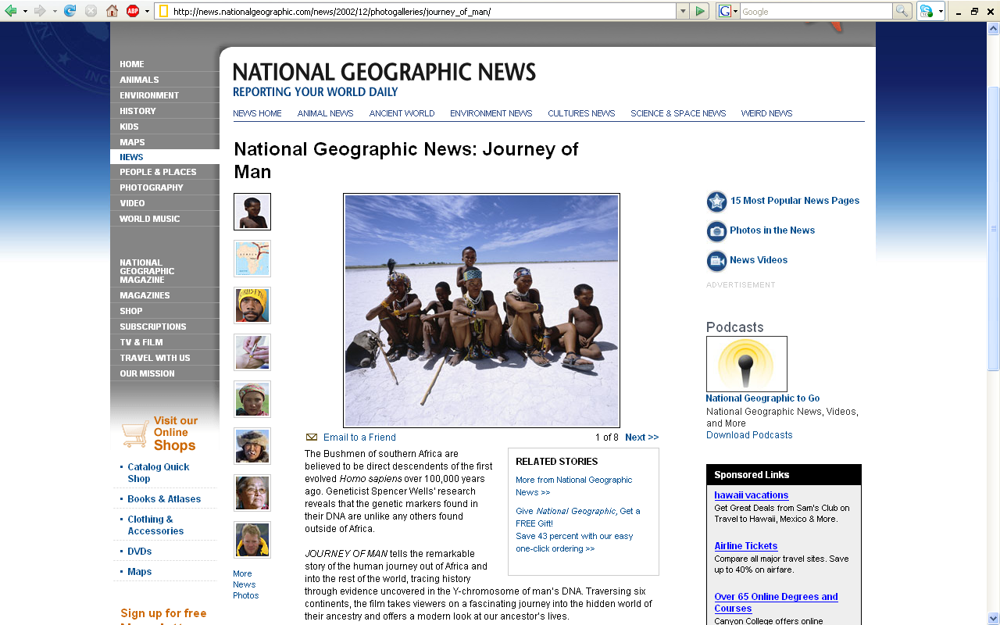 ABP
http://news.nationalgeographic.com/news/2002/12/photogalleries/journey_of_man/
G
Google
HOME
ANIMALS
ENVIRONMENT
HISTORY
KIDS
MAPS
NEWS
PEOPLE & PLACES
PHOTOGRAPHY
VIDEO
WORLD MUSIC
NATIONAL
GEOGRAPHIC
MAGAZINE
MAGAZINES
SHOP
SUBSCRIPTIONS
TV & FILM
TRAVEL WITH US
OUR MISSION
Visit our
Online
Shops
Catalog Quick
Shop
Books & Atlases
Clothing &
Accessories
DVDs
Maps
Sign up for free
NATIONAL GEOGRAPHIC NEWS
REPORTING YOUR WORLD DAILY
NEWS HOME ANIMAL NEWS ANCIENT WORLD ENVIRONMENT NEWS CULTURES NEWS SCIENCE & SPACE NEWS WEIRD NEWS
National Geographic News: Journey of
Man
AFRICA
More
News
Photos
Email to a Friend
1 of 8 Next >>
The Bushmen of southern Africa are
believed to be direct descendents of the first
evolved Homo sapiens over 100,000 years
ago. Geneticist Spencer Wells' research
reveals that the genetic markers found in
their DNA are unlike any others found
outside of Africa.
JOURNEY OF MAN tells the remarkable
story of the human journey out of Africa and
into the rest of the world, tracing history
through evidence uncovered in the Y-chromosome of man's DNA. Traversing six
continents, the film takes viewers on a fascinating journey into the hidden world of
their ancestry and offers a modern look at our ancestor's lives.
RELATED STORIES
More from National Geographic
News >>
Give National Geographic, Get a
FREE Gift!
Save 43 percent with our easy
one-click ordering >>
15 Most Popular News Pages
Photos in the News
News Videos
ADVERTISEMENT
Podcasts
National Geographic to Go
National Geographic News, Videos,
and More
Download Podcasts
Sponsored Links
hawaii vacations
Get Great Deals from Sam's Club on
Travel to Hawaii, Mexico & More.
Airline Tickets
Compare all major travel sites. Save
up to 40% on airfare.
Over 65 Online Degrees and
Courses
Canyon College offers online